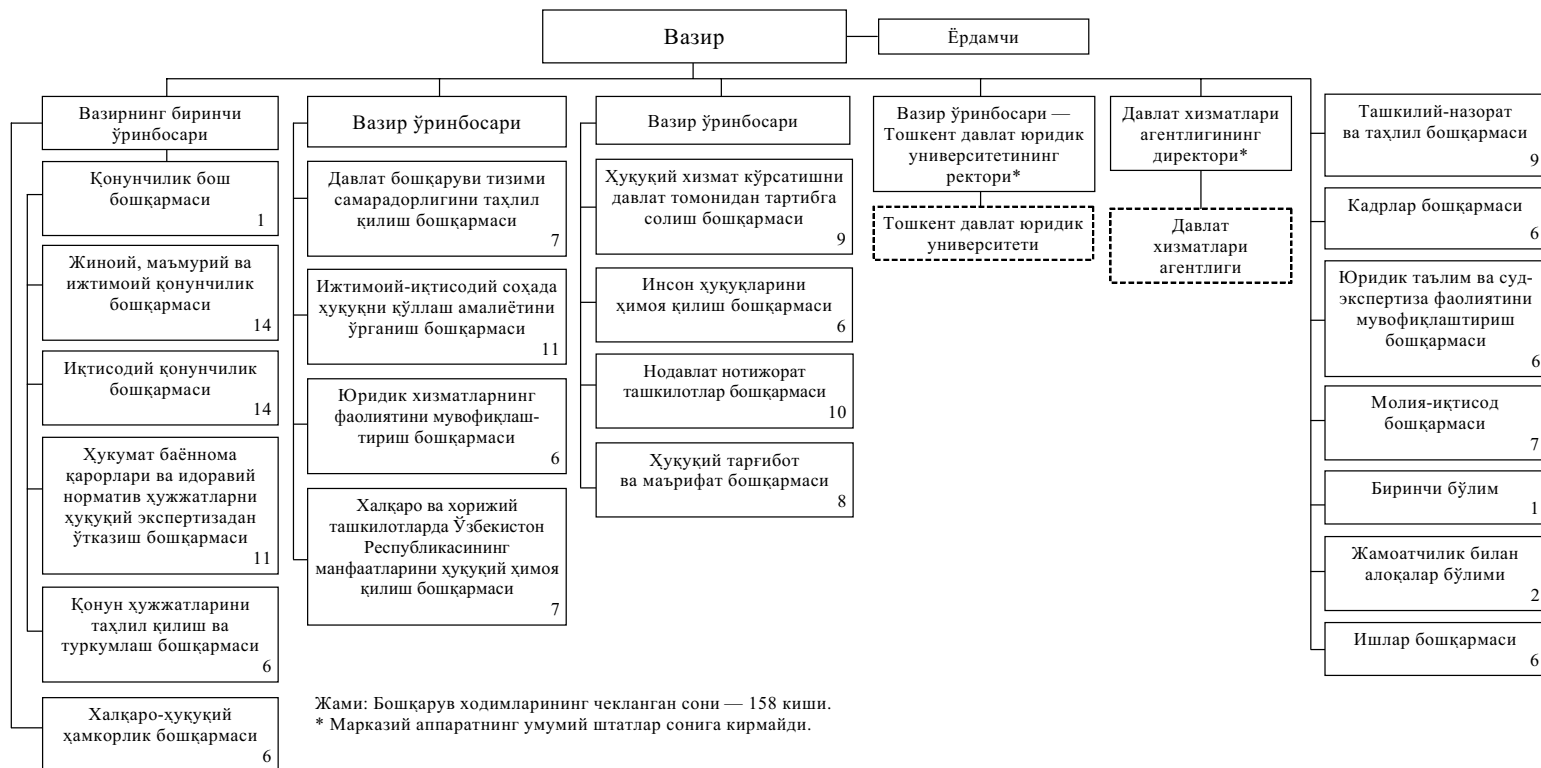 Вазир
Ёрдамчи
Вазирнинг биринчи
ўринбосари
Қонунчилик бош
бошқармаси
1
Жиноий, маъмурий ва
ижтимоий қонунчилик
бошқармаси
14
Иқтисодий қонунчилик
бошқармаси
14
Ҳукумат баённома
қарорлари ва идоравий
норматив ҳужжатларни
ҳуқуқий экспертизадан
ўтказиш бошқармаси
11
Қонун ҳужжатларини
таҳлил қилиш ва
туркумлаш бошқармаси
6
Халқаро-ҳуқуқий
ҳамкорлик бошқармаси
6
Вазир ўринбосари
Давлат бошқаруви тизими
самарадорлигини таҳлил
қилиш бошқармаси
7
Ижтимоий-иқтисодий соҳада
ҳуқуқни қўллаш амалиётини
ўрганиш бошқармаси
11
Юридик хизматларнинг
фаолиятини мувофиқлаш-
тириш бошқармаси
6
Халқаро ва хорижий
ташкилотларда Ўзбекистон
Республикасининг
манфаатларини ҳуқуқий ҳимоя
қилиш бошқармаси
7
Вазир ўринбосари
Ҳуқуқий хизмат кўрсатишни
давлат томонидан тартибга
солиш бошқармаси
9
Инсон ҳуқуқларини
ҳимоя қилиш бошқармаси
6
Нодавлат нотижорат
ташкилотлар бошқармаси
10
Ҳуқуқий тарғибот
ва маърифат бошқармаси
8
Вазир ўринбосари —
Тошкент давлат юридик
университетининг
ректори*
Тошкент давлат юридик
университети
Давлат хизматлари
агентлигининг
директори*
Давлат
хизматлари
агентлиги
Ташкилий-назорат
ва таҳлил бошқармаси
9
Кадрлар бошқармаси
6
Юридик таълим ва суд-
экспертиза фаолиятини
мувофиқлаштириш
бошқармаси
6
Молия-иқтисод
бошқармаси
7
Биринчи бўлим
1
Жамоатчилик билан
алоқалар бўлими
2
Ишлар бошқармаси
6
Жами: Бошқарув ходимларининг чекланган сони — 158 киши.
* Марказий аппаратнинг умумий штатлар сонига кирмайди.